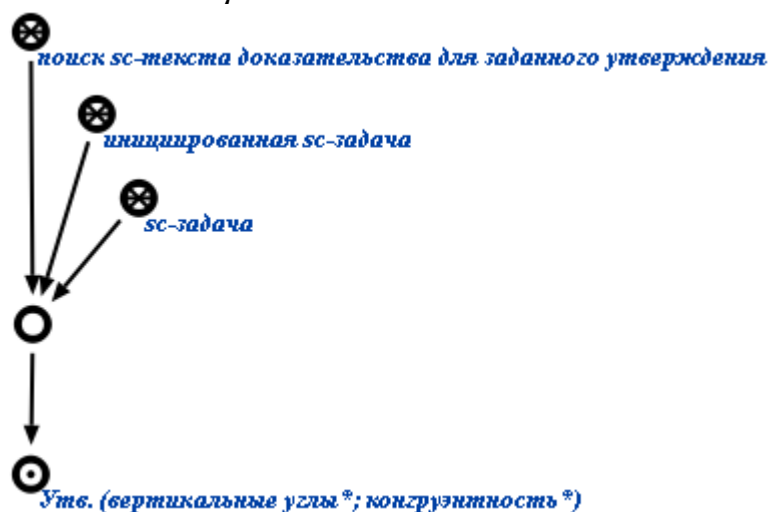 поиск sc-текста доказательства для заданного утверждения
инициированная sc-задача
sc-задача
Утв. (вертикальные углы*; конгруэнтность*)